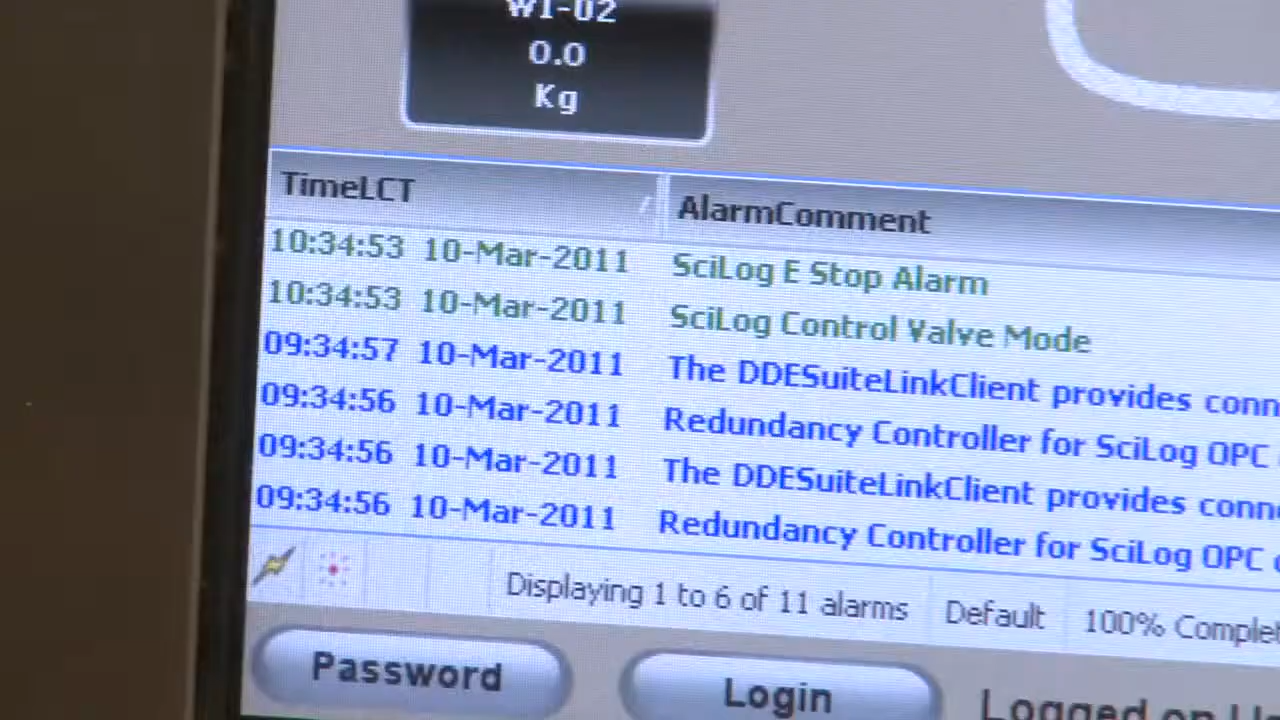 WI-02
0.0
Kg
TimeLCT AlarmComment
10:34:53 10-Mar-2011 SciLog E Stop Alarm
10:34:53 10-Mar-2011 SciLog Control Valve Mode
09:34:57 10-Mar-2011 The DDESuiteLinkClient provides conn
09:34:56 10-Mar-2011 Redundancy Controller for SciLog OPC
09:34:56 10-Mar-2011 The DDESuiteLinkClient provides conn
09:34:56 10-Mar-2011 Redundancy Controller for SciLog OPC
Displaying 1 to 6 of 11 alarms Default 100% Comple
Password Login Logged on Us